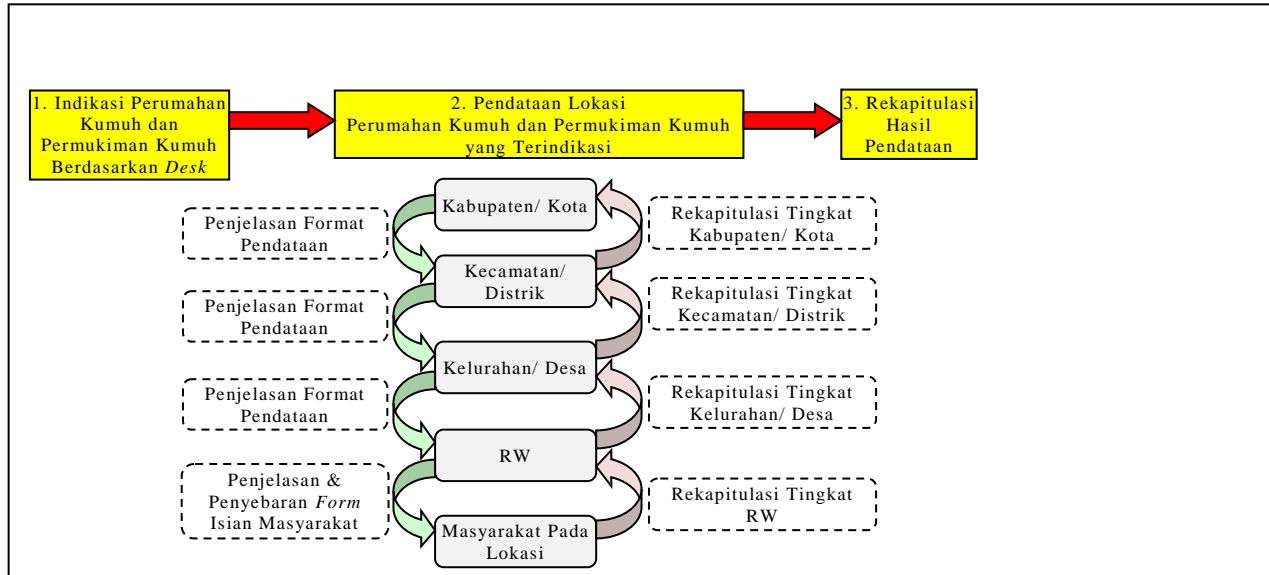 1. Indikasi Perumahan
Kumuh dan
Permukiman Kumuh
Berdasarkan Desk
2. Pendataan Lokasi
Perumahan Kumuh dan Permukiman Kumuh
yang Terindikasi
3. Rekapitulasi
Hasil
Pendataan
Kabupaten/ Kota
Penjelasan Format
Pendataan
Rekapitulasi Tingkat
Kabupaten/ Kota
Kecamatan/
Distrik
Penjelasan Format
Pendataan
Rekapitulasi Tingkat
Kecamatan/ Distrik
Kelurahan/ Desa
Penjelasan Format
Pendataan
Rekapitulasi Tingkat
Kelurahan/ Desa
RW
Penjelasan &
Penyebaran Form
Isian Masyarakat
Rekapitulasi Tingkat
RW
Masyarakat Pada
Lokasi